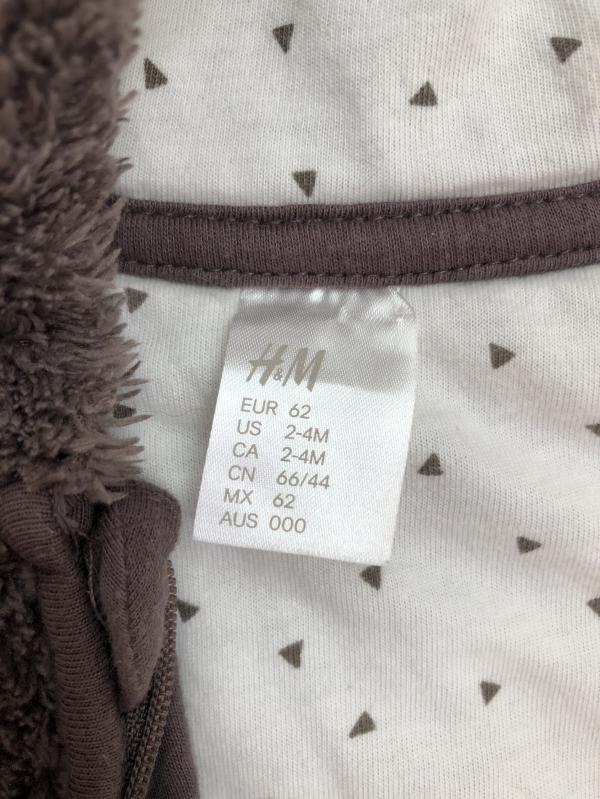 H&M
EUR 62
US 2-4M
CA 2-4M
CN 66/44
MX 62
AUS 000